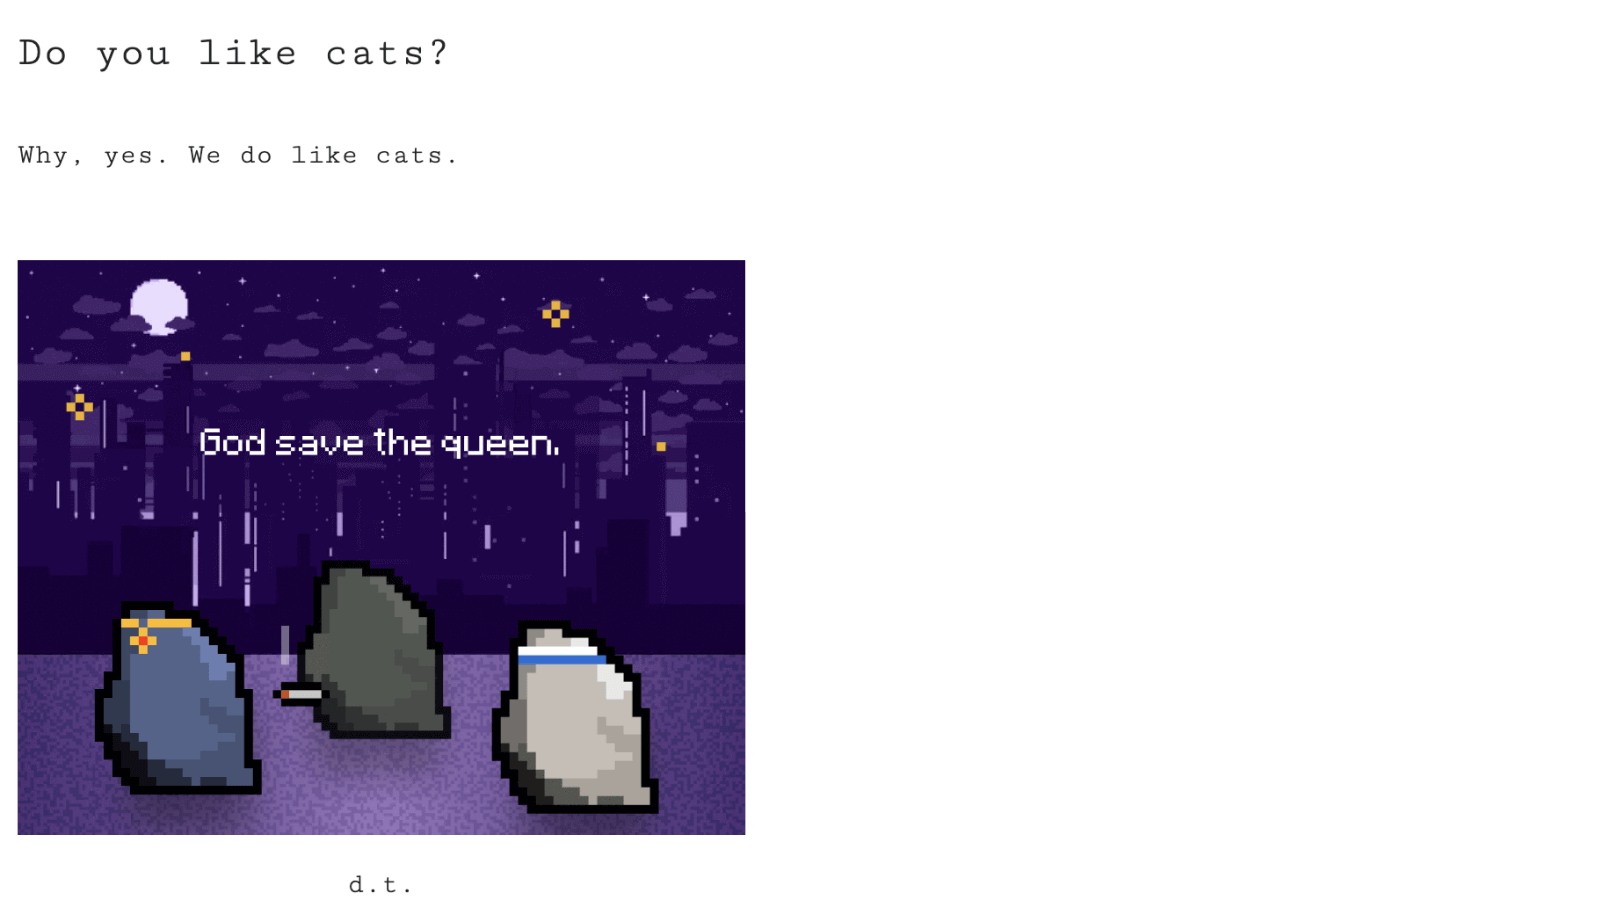 Do you like cats?
Why, yes. We do like cats.
God save the queen.
d.t.